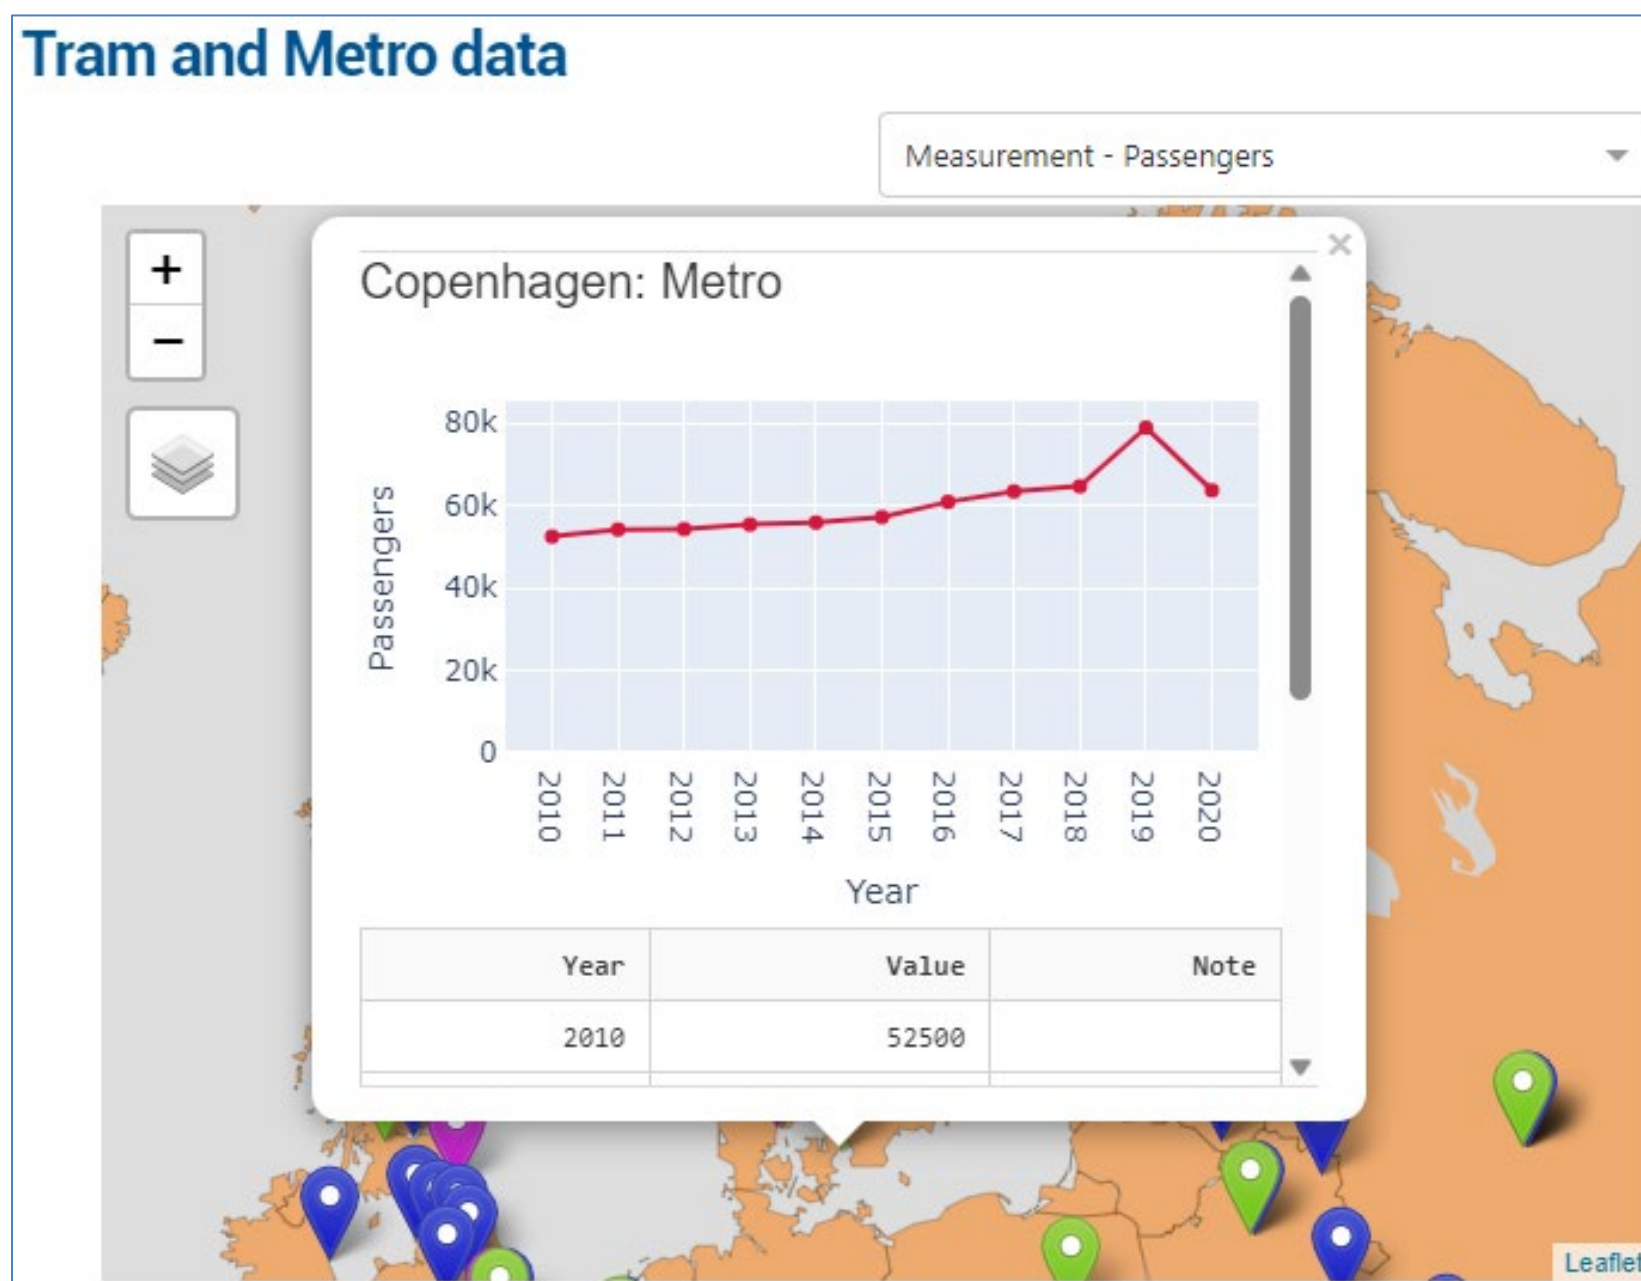 Tram and Metro data
Measurement - Passengers
+
−
×
Copenhagen: Metro
80k
60k
40k
20k
0
Passengers
2010 2011 2012 2013 2014 2015 2016 2017 2018 2019 2020
Year
Year Value Note
2010 52500
Leaflet